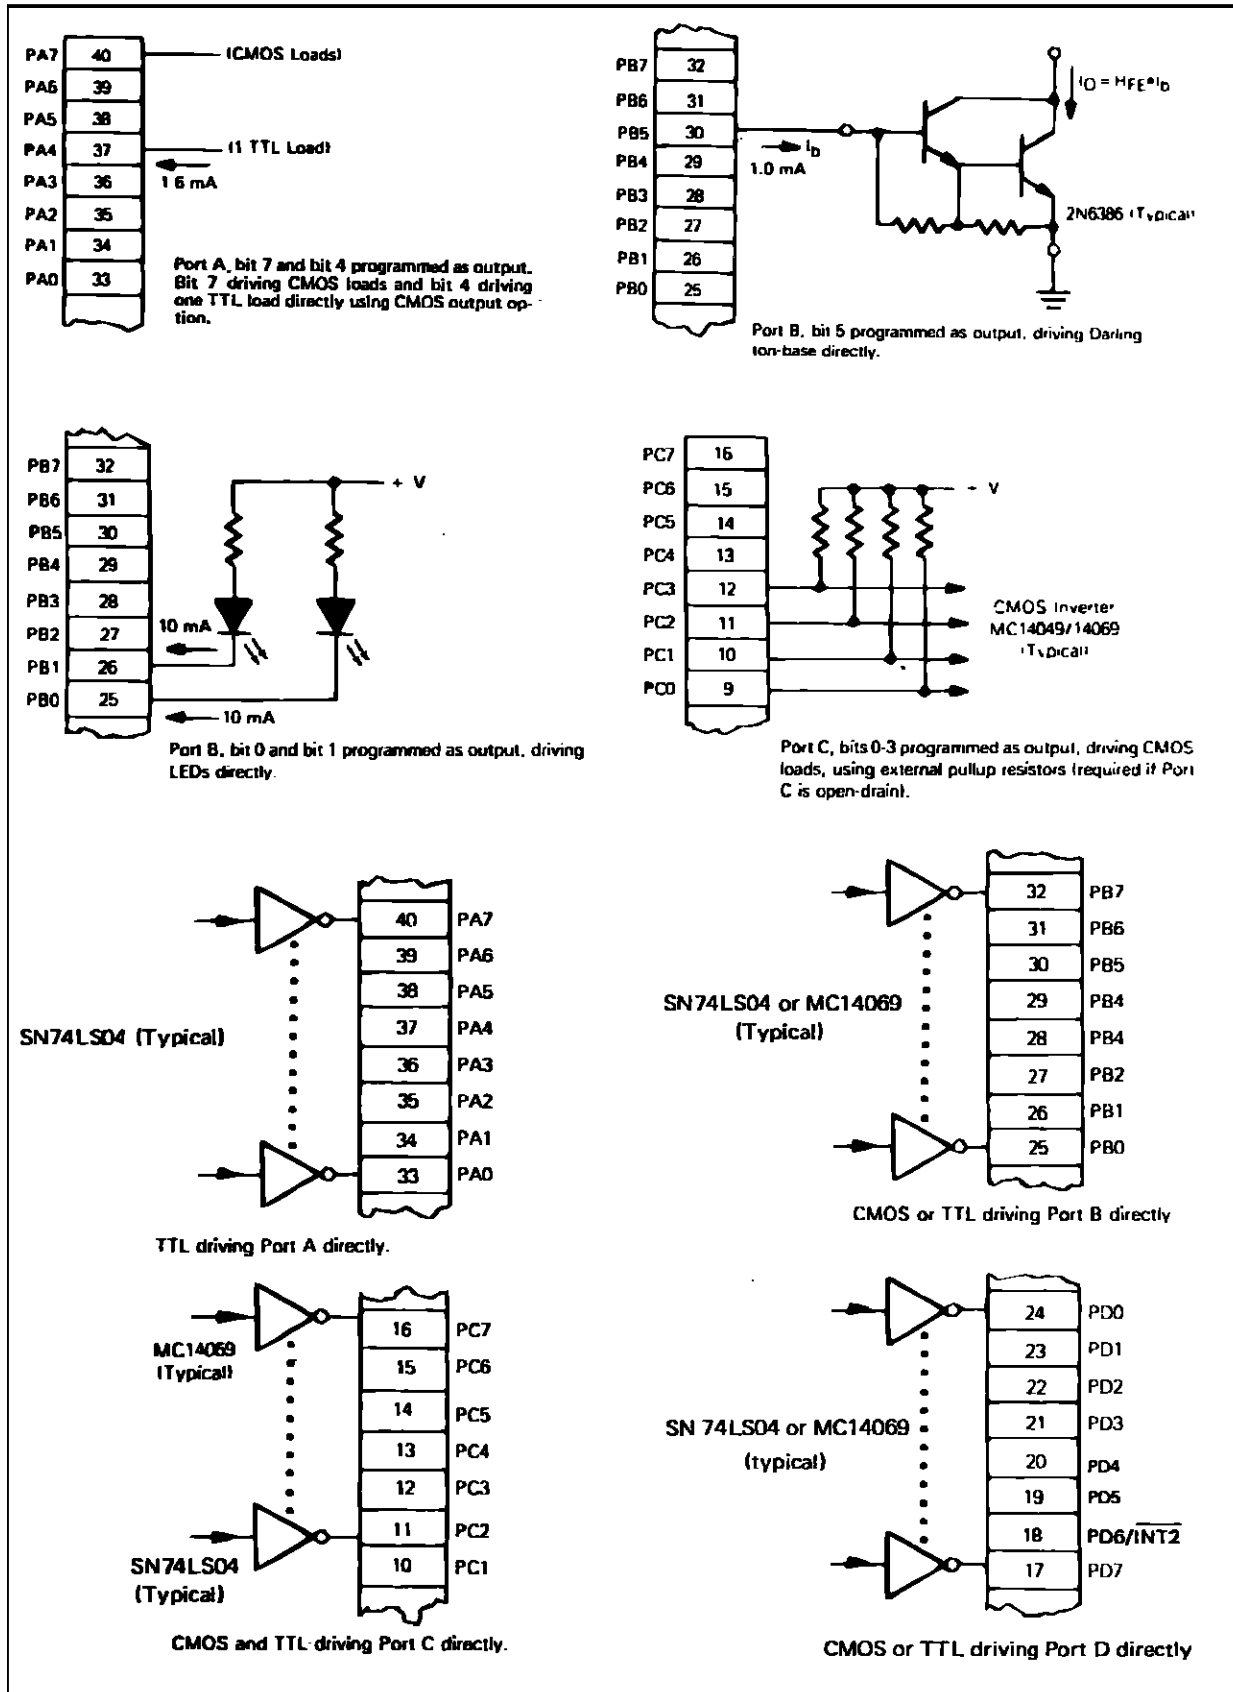 PA7 40 (CMOS Loads)
PA6 39
PA5 38
PA4 37 (1 TTL Load)
1 6 mA
PA3 36
PA2 35
PA1 34
PA0 33
Port A, bit 7 and bit 4 programmed as output.
Bit 7 driving CMOS loads and bit 4 driving
one TTL load directly using CMOS output op-
tion.
PB7 32
PB6 31
PB5 30
PB4 29
PB3 28
PB2 27
PB1 26
PB0 25
Ib
1.0 mA
IO = HFE•Ib
2N6386 (Typical)
Port B, bit 5 programmed as output, driving Darling
ton-base directly.
PB7 32
PB6 31
PB5 30
PB4 29
PB3 28
PB2 27
PB1 26
PB0 25
+ V
10 mA
10 mA
Port B, bit 0 and bit 1 programmed as output, driving
LEDs directly.
PC7 16
PC6 15
PC5 14
PC4 13
PC3 12
PC2 11
PC1 10
PC0 9
+ V
CMOS Inverter
MC14049/14069
(Typical)
Port C, bits 0-3 programmed as output, driving CMOS
loads, using external pullup resistors (required if Port
C is open-drain).
SN74LS04 (Typical)
40 PA7
39 PA6
38 PA5
37 PA4
36 PA3
35 PA2
34 PA1
33 PA0
TTL driving Port A directly.
SN74LS04 or MC14069
(Typical)
32 PB7
31 PB6
30 PB5
29 PB4
28 PB4
27 PB2
26 PB1
25 PB0
CMOS or TTL driving Port B directly
MC14069
(Typical)
SN74LS04
(Typical)
16 PC7
15 PC6
14 PC5
13 PC4
12 PC3
11 PC2
10 PC1
CMOS and TTL driving Port C directly.
SN 74LS04 or MC14069
(typical)
24 PD0
23 PD1
22 PD2
21 PD3
20 PD4
19 PD5
18 PD6/INT2
17 PD7
CMOS or TTL driving Port D directly